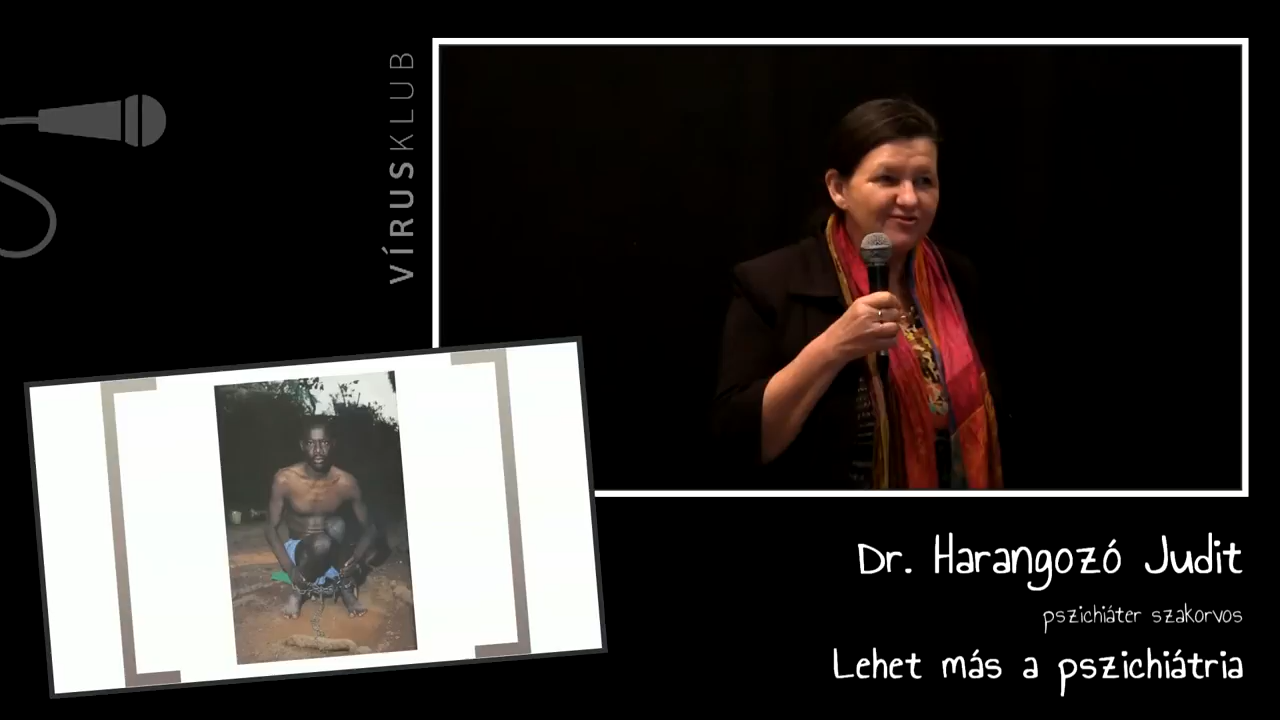 VÍRUSKLUB
Dr. Harangozó Judit
pszichiáter szakorvos
Lehet más a pszichiátria